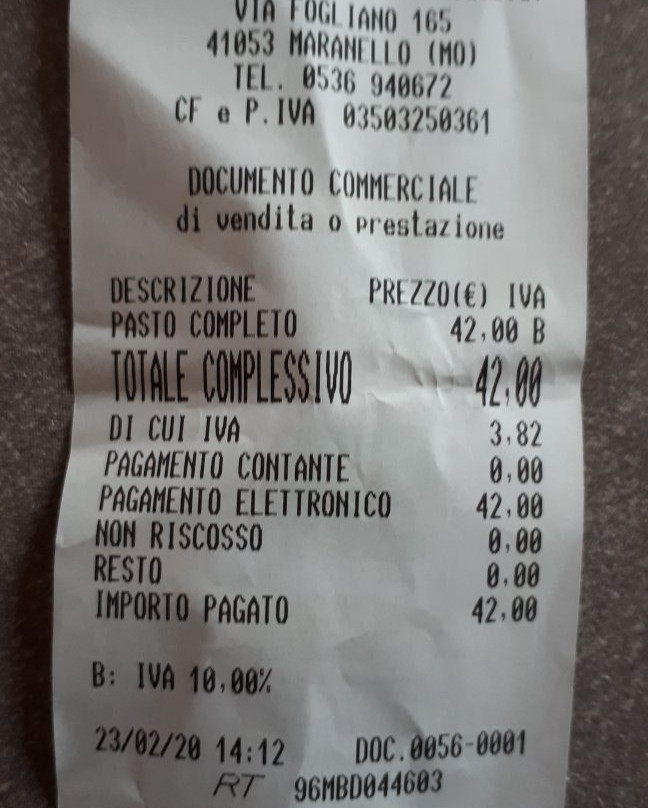 VIA FOGLIANO 165
41053 MARANELLO (MO)
TEL. 0536 940672
CF e P.IVA 03503250361
DOCUMENTO COMMERCIALE
di vendita o prestazione
DESCRIZIONE PREZZO(€) IVA
PASTO COMPLETO 42,00 B
TOTALE COMPLESSIVO 42,00
DI CUI IVA 3,82
PAGAMENTO CONTANTE 0,00
PAGAMENTO ELETTRONICO 42,00
NON RISCOSSO 0,00
RESTO 0,00
IMPORTO PAGATO 42,00
B: IVA 10,00%
23/02/20 14:12 DOC.0056-0001
RT 96MBD044603